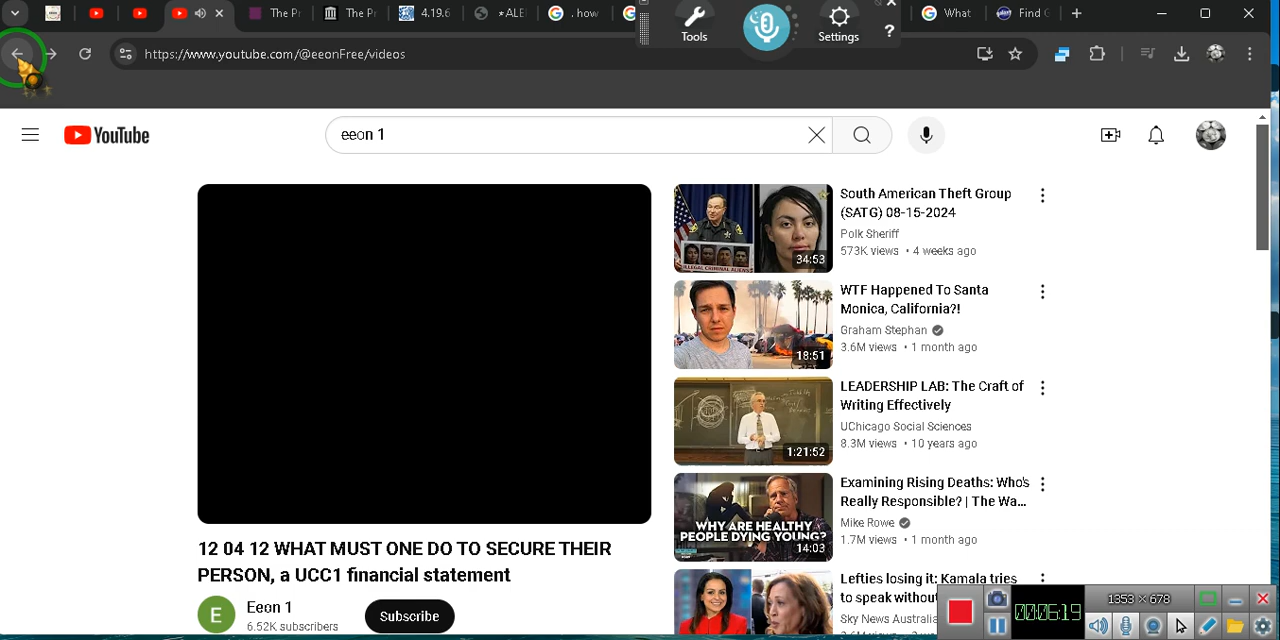 The Pr
The Pr
4.19.6
*ALE
. how
What
Find G
Tools
Settings
?
https://www.youtube.com/@eeonFree/videos
YouTube
eeon 1
34:53
South American Theft Group
(SATG) 08-15-2024
Polk Sheriff
573K views • 4 weeks ago
18:51
WTF Happened To Santa
Monica, California?!
Graham Stephan
3.6M views • 1 month ago
1:21:52
LEADERSHIP LAB: The Craft of
Writing Effectively
UChicago Social Sciences
8.3M views • 10 years ago
WHY ARE HEALTHY
PEOPLE DYING YOUNG?
14:03
Examining Rising Deaths: Who's
Really Responsible? | The Wa...
Mike Rowe
1.7M views • 1 month ago
12 04 12 WHAT MUST ONE DO TO SECURE THEIR
PERSON, a UCC1 financial statement
E
Eeon 1
6.52K subscribers
Subscribe
Lefties losing it: Kamala tries
to speak without
Sky News Australia
00:06:19
1353 × 678